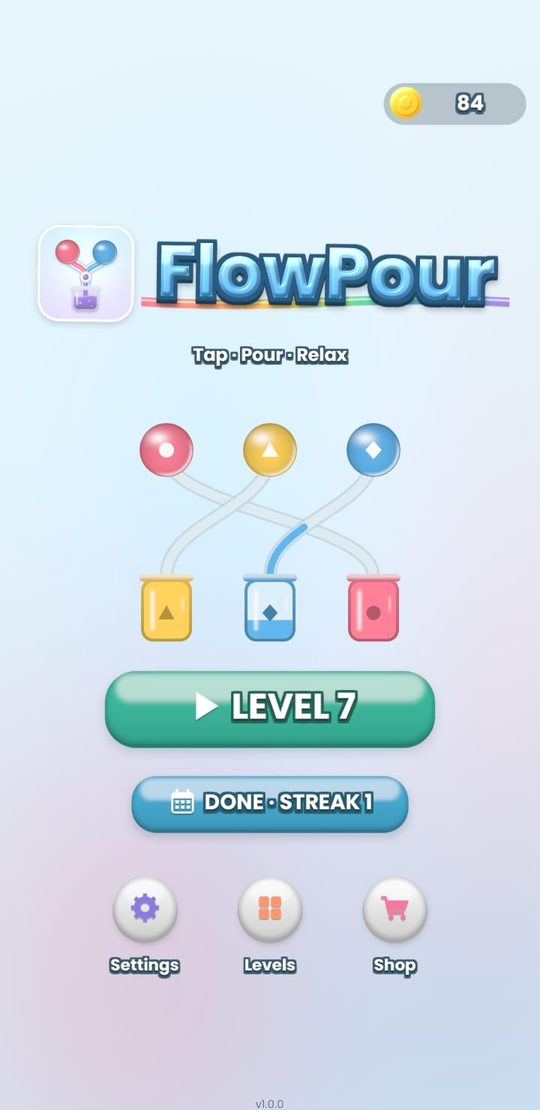 84
FlowPour
Tap · Pour · Relax
LEVEL 7
DONE · STREAK 1
Settings
Levels
Shop
v1.0.0